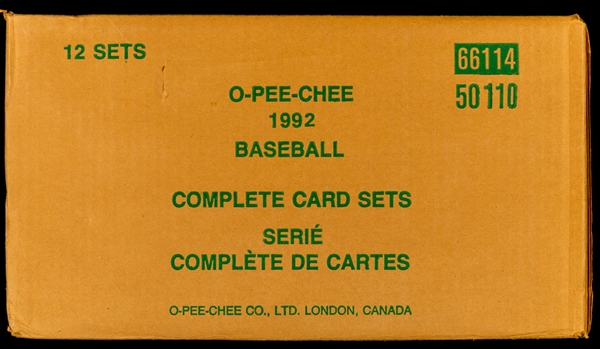 12 SETS
66114
50110
O-PEE-CHEE
1992
BASEBALL
COMPLETE CARD SETS
SERIÉ
COMPLÈTE DE CARTES
O-PEE-CHEE CO., LTD. LONDON, CANADA